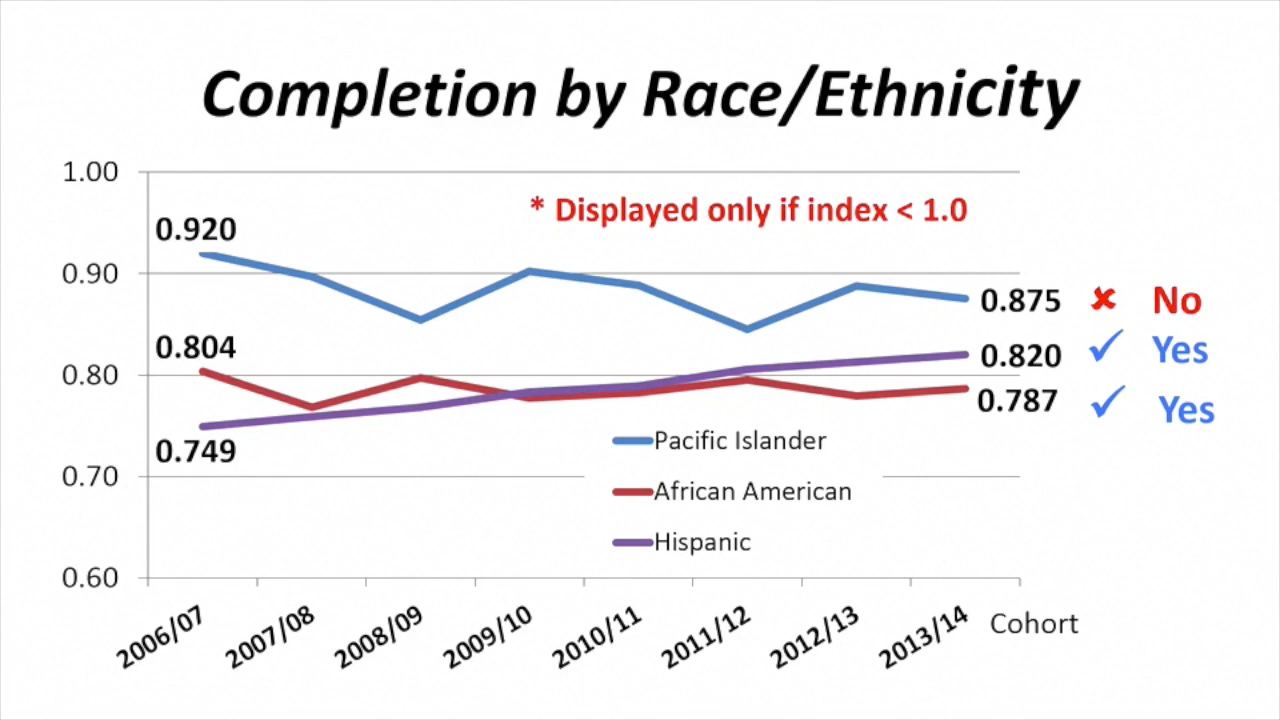 Completion by Race/Ethnicity
1.00
* Displayed only if index < 1.0
0.920
0.90
0.875 ✘ No
0.804
0.820 ✓ Yes
0.80
0.787 ✓ Yes
0.749
Pacific Islander
0.70
African American
Hispanic
0.60
2006/07 2007/08 2008/09 2009/10 2010/11 2011/12 2012/13 2013/14 Cohort